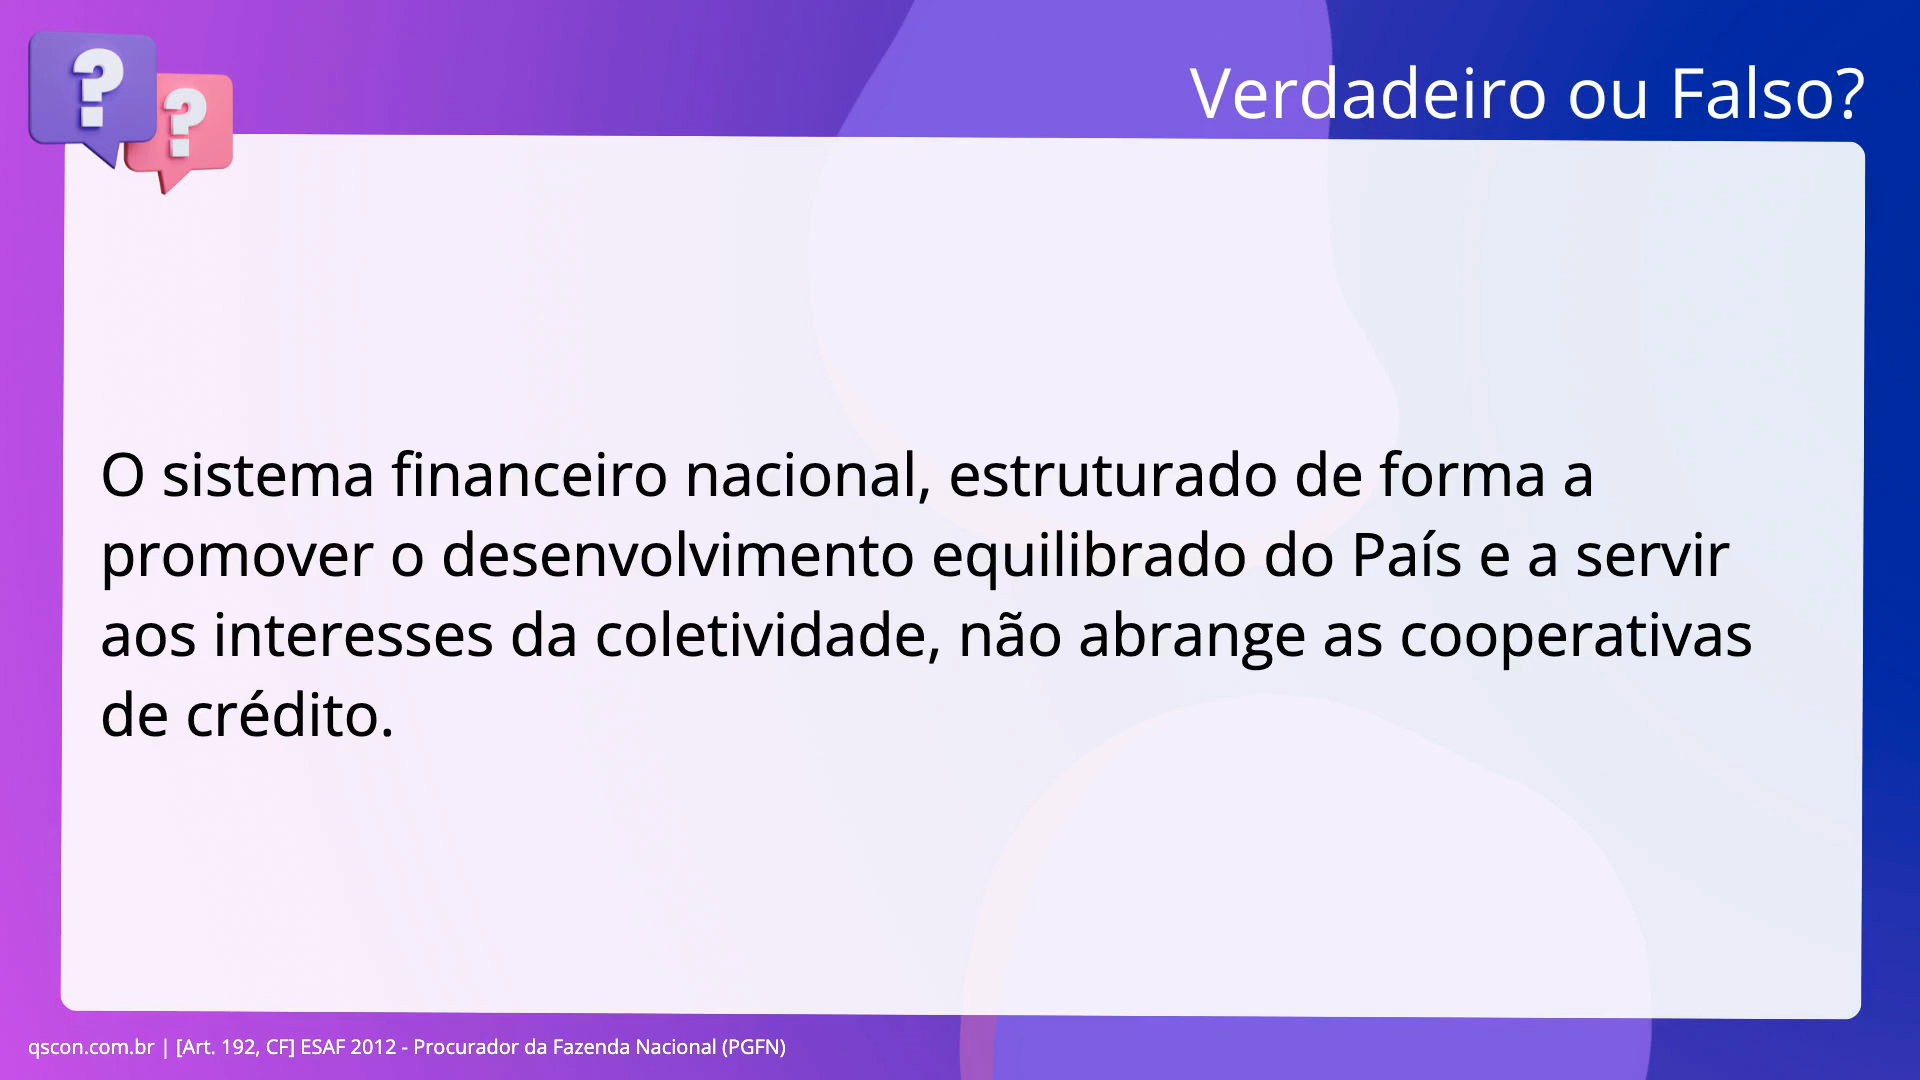 Verdadeiro ou Falso?
O sistema financeiro nacional, estruturado de forma a
promover o desenvolvimento equilibrado do País e a servir
aos interesses da coletividade, não abrange as cooperativas
de crédito.
qscon.com.br | [Art. 192, CF] ESAF 2012 - Procurador da Fazenda Nacional (PGFN)